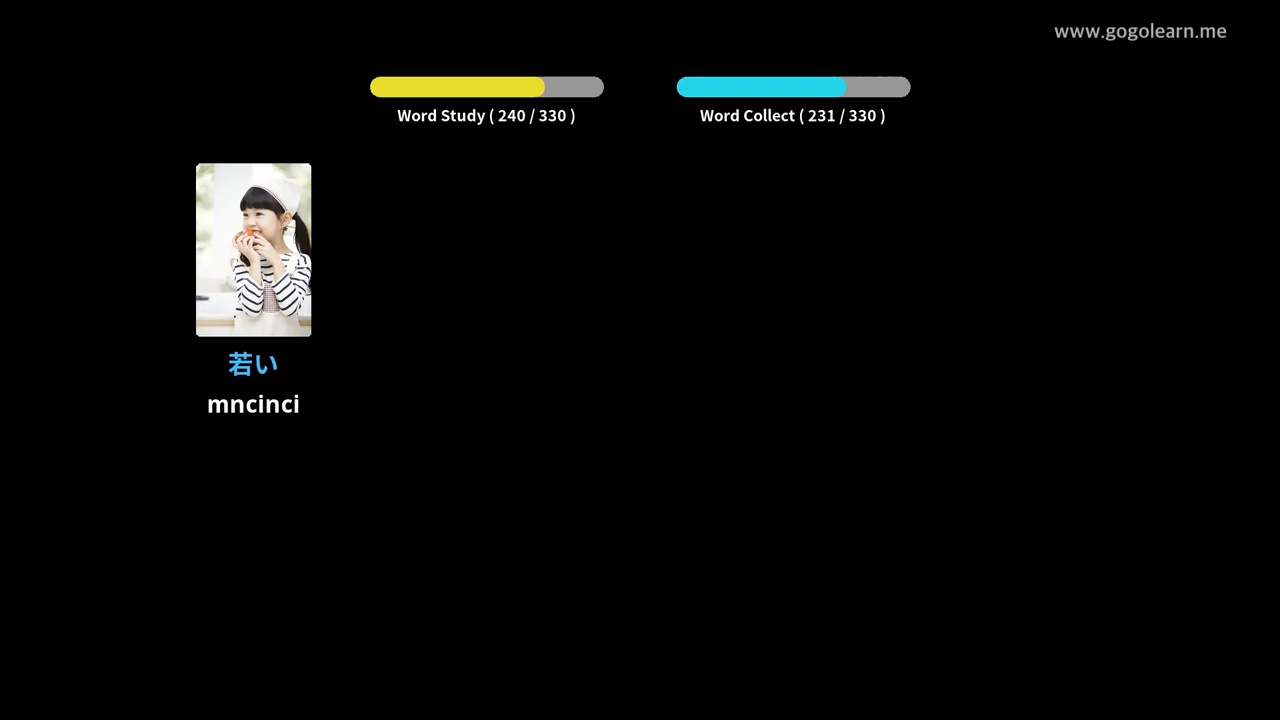 www.gogolearn.me
Word Study ( 240 / 330 )
Word Collect ( 231 / 330 )
若い
mncinci